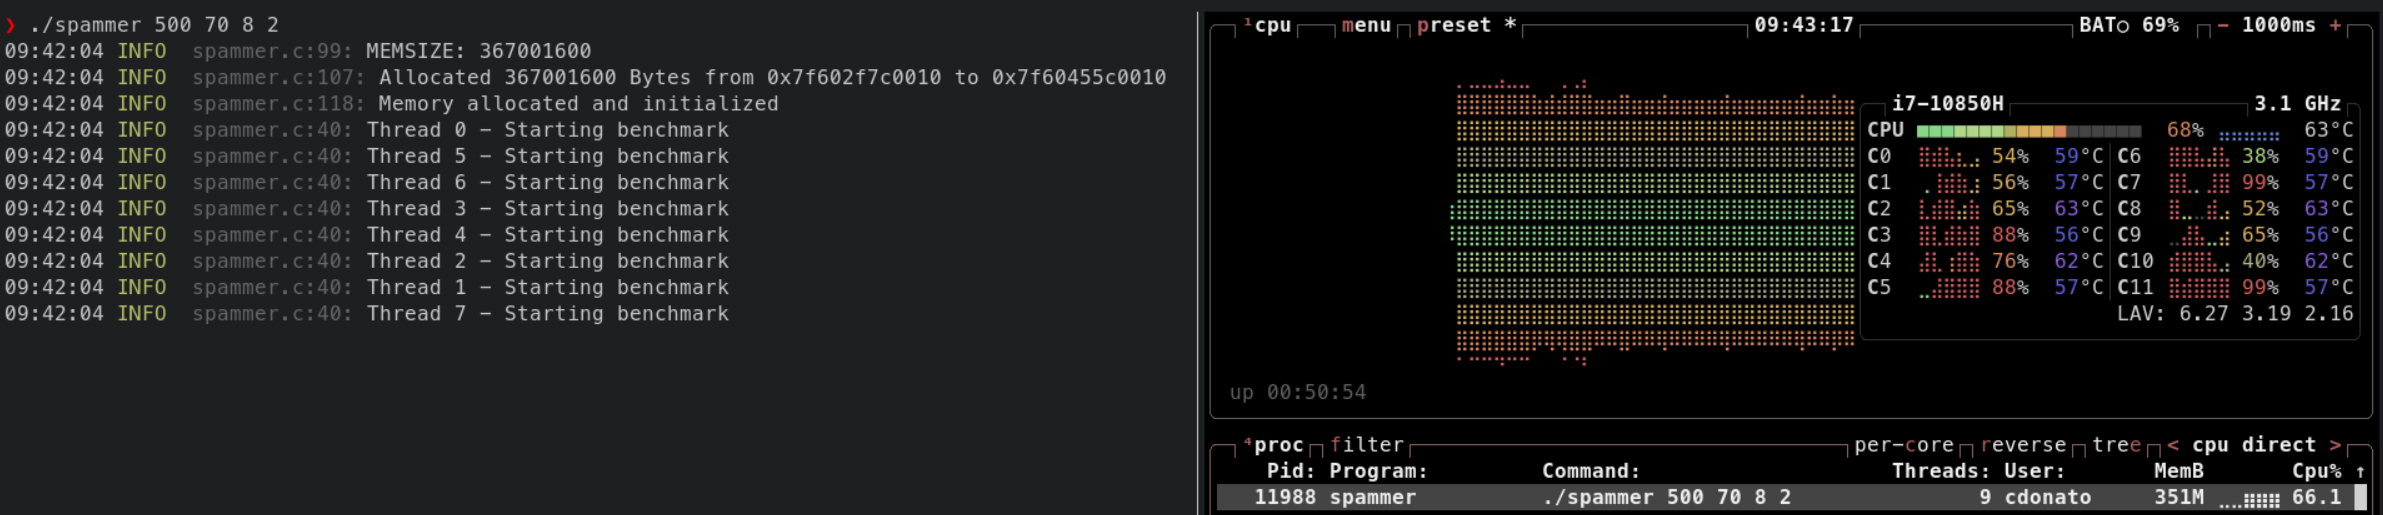 ❯ ./spammer 500 70 8 2
09:42:04 INFO  spammer.c:99: MEMSIZE: 367001600
09:42:04 INFO  spammer.c:107: Allocated 367001600 Bytes from 0x7f602f7c0010 to 0x7f60455c0010
09:42:04 INFO  spammer.c:118: Memory allocated and initialized
09:42:04 INFO  spammer.c:40: Thread 0 - Starting benchmark
09:42:04 INFO  spammer.c:40: Thread 5 - Starting benchmark
09:42:04 INFO  spammer.c:40: Thread 6 - Starting benchmark
09:42:04 INFO  spammer.c:40: Thread 3 - Starting benchmark
09:42:04 INFO  spammer.c:40: Thread 4 - Starting benchmark
09:42:04 INFO  spammer.c:40: Thread 2 - Starting benchmark
09:42:04 INFO  spammer.c:40: Thread 1 - Starting benchmark
09:42:04 INFO  spammer.c:40: Thread 7 - Starting benchmark
¹cpu menu preset * 09:43:17 BAT○ 69% - 1000ms +
i7-10850H 3.1 GHz
CPU 68% 63°C
C0 54% 59°C C6 38% 59°C
C1 56% 57°C C7 99% 57°C
C2 65% 63°C C8 52% 63°C
C3 88% 56°C C9 65% 56°C
C4 76% 62°C C10 40% 62°C
C5 88% 57°C C11 99% 57°C
LAV: 6.27 3.19 2.16
up 00:50:54
⁴proc filter per-core reverse tree < cpu direct >
Pid: Program: Command: Threads: User: MemB Cpu% ↑
11988 spammer ./spammer 500 70 8 2 9 cdonato 351M 66.1